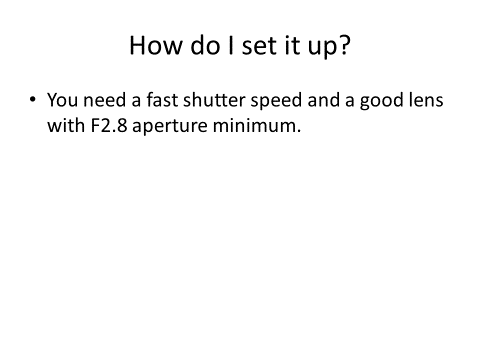 How do I set it up?
• You need a fast shutter speed and a good lens
with F2.8 aperture minimum.